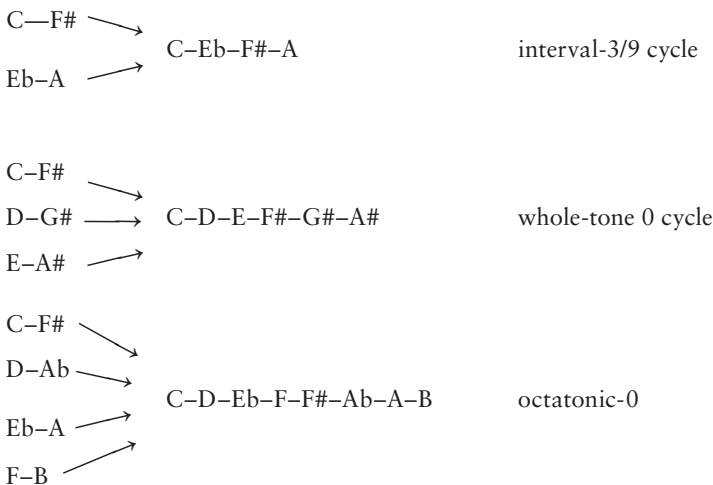 C—F#
C–Eb–F#–A interval-3/9 cycle
Eb–A
C–F#
D–G# C–D–E–F#–G#–A# whole-tone 0 cycle
E–A#
C–F#
D–Ab
C–D–Eb–F–F#–Ab–A–B octatonic-0
Eb–A
F–B